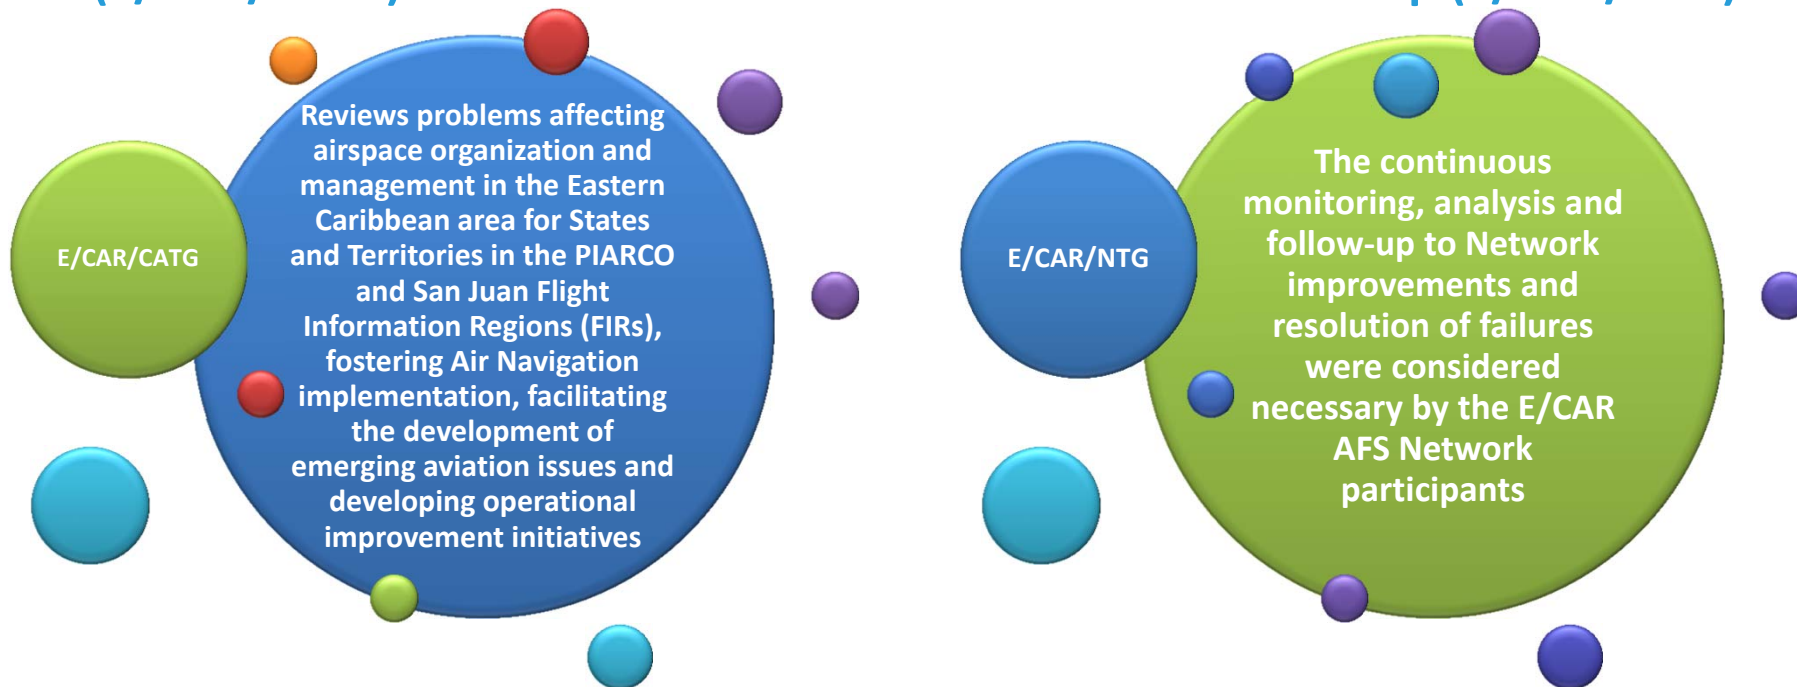 E/CAR/CATG
Reviews problems affecting
airspace organization and
management in the Eastern
Caribbean area for States
and Territories in the PIARCO
and San Juan Flight
Information Regions (FIRs),
fostering Air Navigation
implementation, facilitating
the development of
emerging aviation issues and
developing operational
improvement initiatives
E/CAR/NTG
The continuous
monitoring, analysis and
follow-up to Network
improvements and
resolution of failures
were considered
necessary by the E/CAR
AFS Network
participants